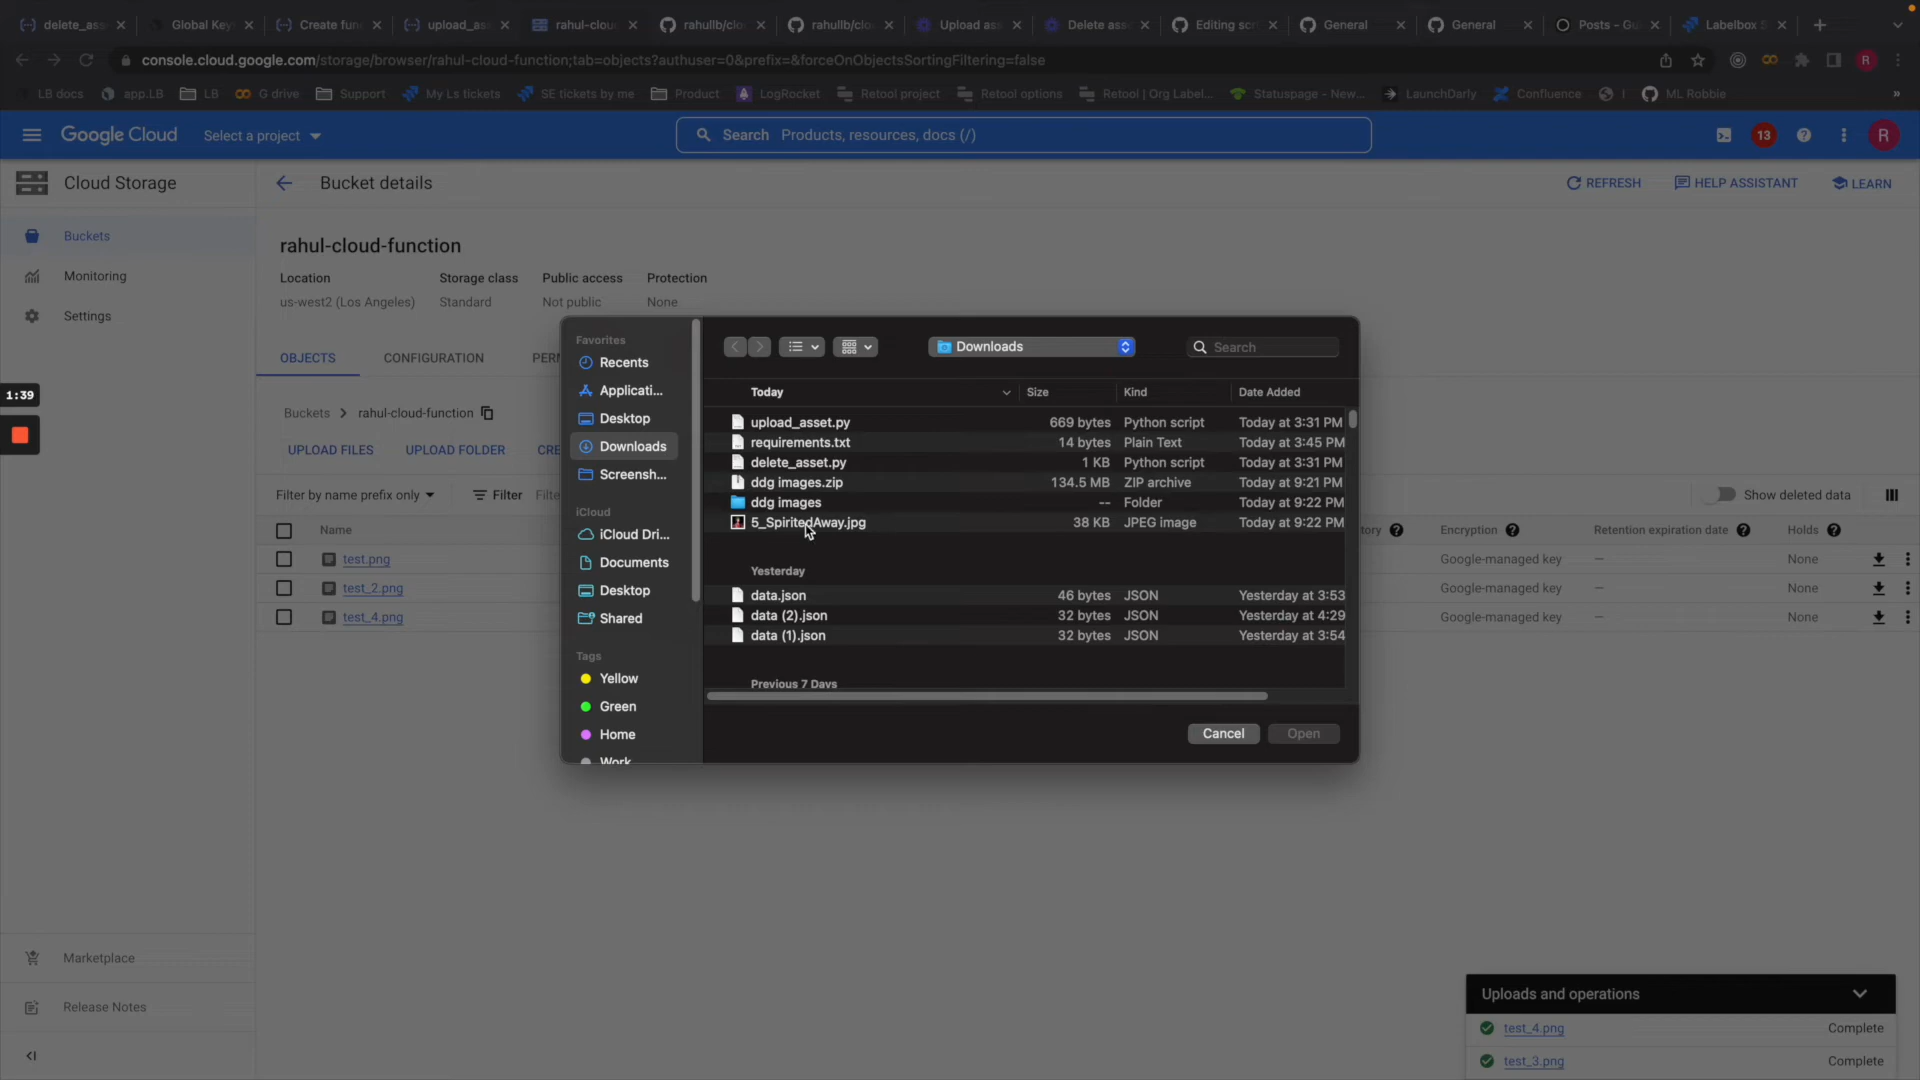 delete_ass
Global Key
Create fun
upload_as
rahul-clou
rahullb/clo
rahullb/clo
Upload ass
Delete asse
Editing scr
General
General
Posts – Gu
Labelbox S
console.cloud.google.com/storage/browser/rahul-cloud-function;tab=objects?authuser=0&prefix=&forceOnObjectsSortingFiltering=false
R
LB docs
app.LB
LB
G drive
Support
My Ls tickets
SE tickets by me
Product
LogRocket
Retool project
Retool options
Retool | Org Label...
Statuspage - New...
LaunchDarly
Confluence
ML Robbie
»
Google Cloud
Select a project
Search Products, resources, docs (/)
13
R
Cloud Storage
Bucket details
REFRESH
HELP ASSISTANT
LEARN
Buckets
Monitoring
Settings
rahul-cloud-function
Location
Storage class
Public access
Protection
us-west2 (Los Angeles)
Standard
Not public
None
OBJECTS
CONFIGURATION
PERM
1:39
Buckets > rahul-cloud-function
UPLOAD FILES
UPLOAD FOLDER
CRE
Filter by name prefix only
Filter
Filte
Show deleted data
Name
tory
Encryption
Retention expiration date
Holds
test.png
Google-managed key
—
None
test_2.png
Google-managed key
—
None
test_4.png
Google-managed key
—
None
Favorites
Recents
Applicati...
Desktop
Downloads
Screensh...
iCloud
iCloud Dri...
Documents
Desktop
Shared
Tags
Yellow
Green
Home
Work
Downloads
Search
Today
Size
Kind
Date Added
upload_asset.py 669 bytes Python script Today at 3:31 PM
requirements.txt 14 bytes Plain Text Today at 3:45 PM
delete_asset.py 1 KB Python script Today at 3:31 PM
ddg images.zip 134.5 MB ZIP archive Today at 9:21 PM
ddg images -- Folder Today at 9:22 PM
5_SpiritedAway.jpg 38 KB JPEG image Today at 9:22 PM
Yesterday
data.json 46 bytes JSON Yesterday at 3:53
data (2).json 32 bytes JSON Yesterday at 4:29
data (1).json 32 bytes JSON Yesterday at 3:54
Previous 7 Days
Cancel
Open
Marketplace
Release Notes
Uploads and operations
test_4.png Complete
test_3.png Complete